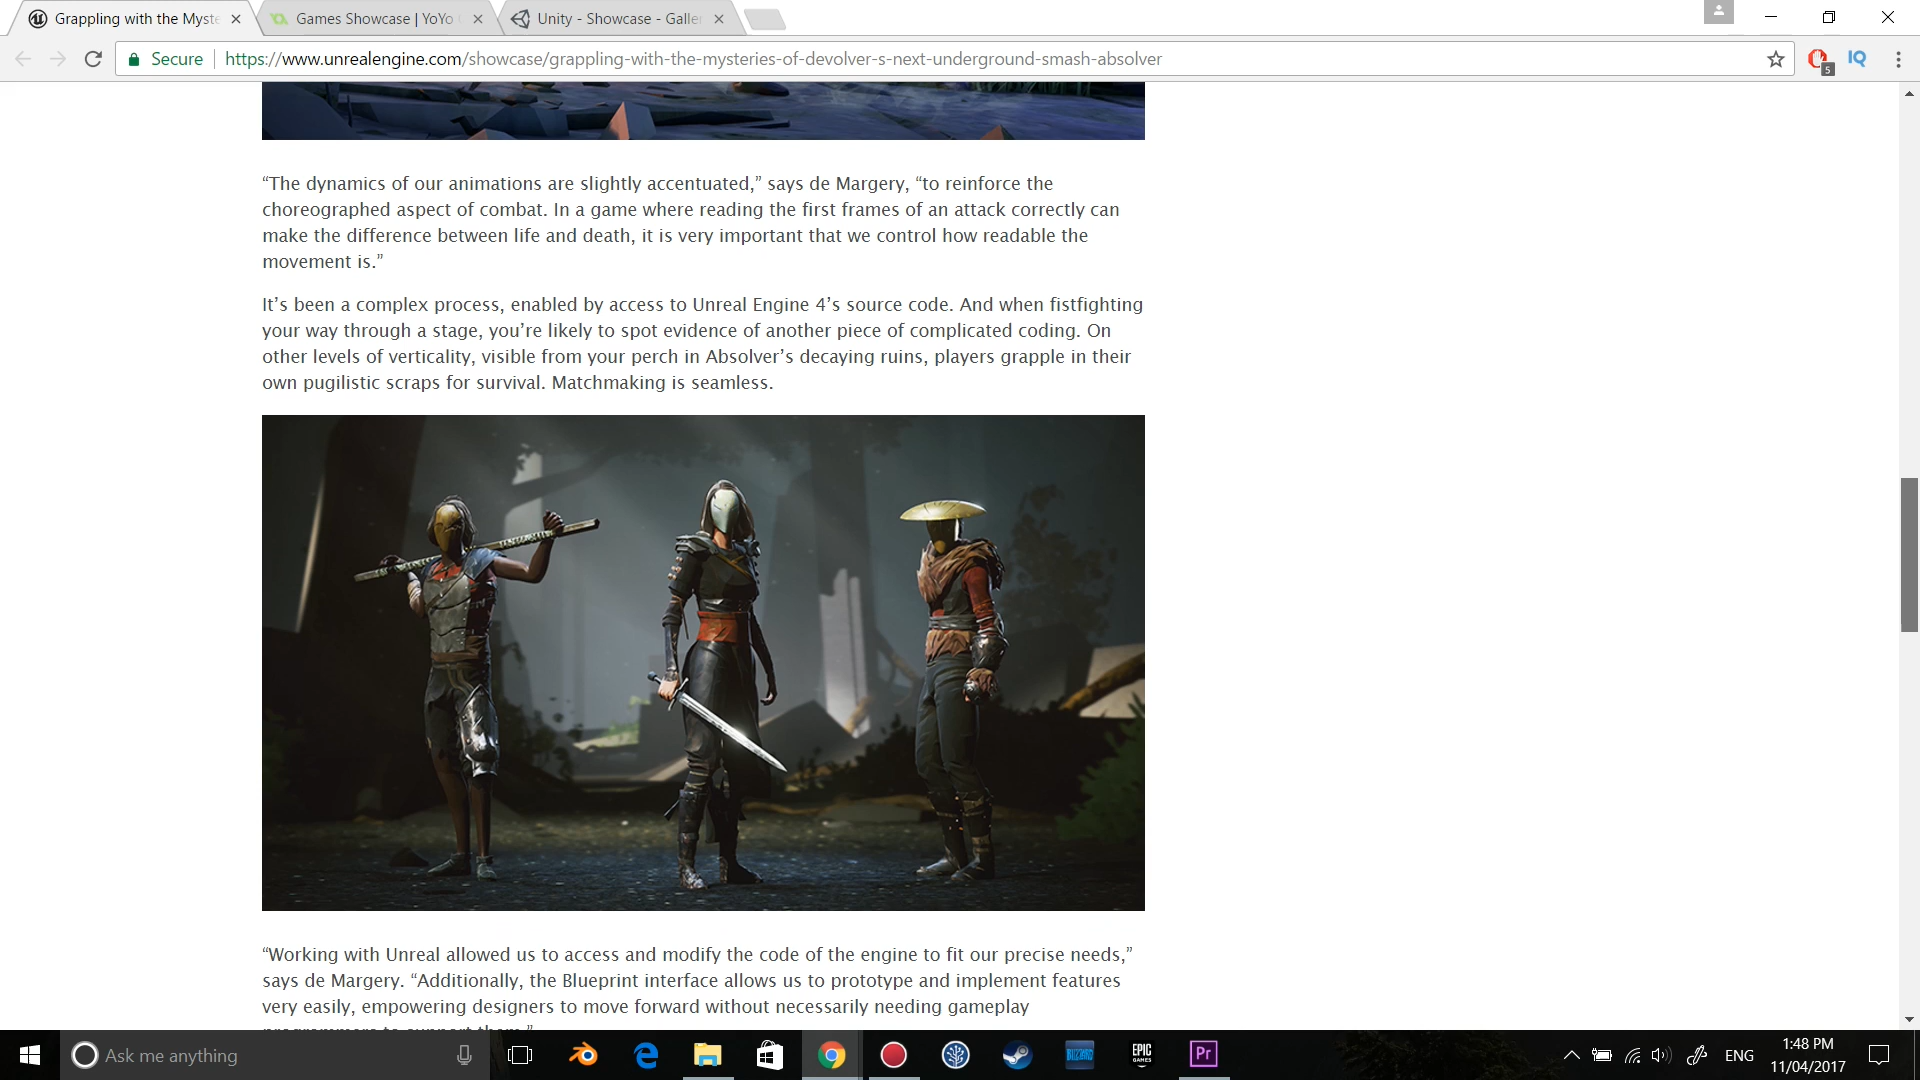 Grappling with the Myste
Games Showcase | YoYo
Unity - Showcase - Galle
Secure
https://www.unrealengine.com/showcase/grappling-with-the-mysteries-of-devolver-s-next-underground-smash-absolver
5
IQ
“The dynamics of our animations are slightly accentuated,” says de Margery, “to reinforce the
choreographed aspect of combat. In a game where reading the first frames of an attack correctly can
make the difference between life and death, it is very important that we control how readable the
movement is.”
It’s been a complex process, enabled by access to Unreal Engine 4’s source code. And when fistfighting
your way through a stage, you’re likely to spot evidence of another piece of complicated coding. On
other levels of verticality, visible from your perch in Absolver’s decaying ruins, players grapple in their
own pugilistic scraps for survival. Matchmaking is seamless.
“Working with Unreal allowed us to access and modify the code of the engine to fit our precise needs,”
says de Margery. “Additionally, the Blueprint interface allows us to prototype and implement features
very easily, empowering designers to move forward without necessarily needing gameplay
Ask me anything
BLIZZARD
EPIC
GAMES
Pr
ENG
1:48 PM
11/04/2017